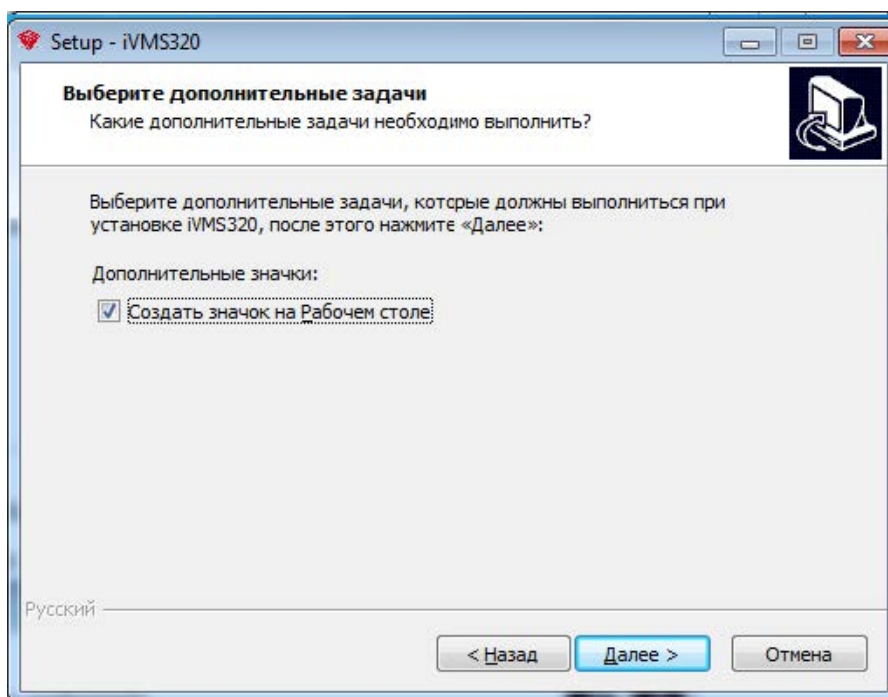 Setup - iVMS320
Выберите дополнительные задачи
Какие дополнительные задачи необходимо выполнить?
Выберите дополнительные задачи, которые должны выполниться при
установке iVMS320, после этого нажмите «Далее»:
Дополнительные значки:
Создать значок на Рабочем столе
Русский
< Назад
Далее >
Отмена